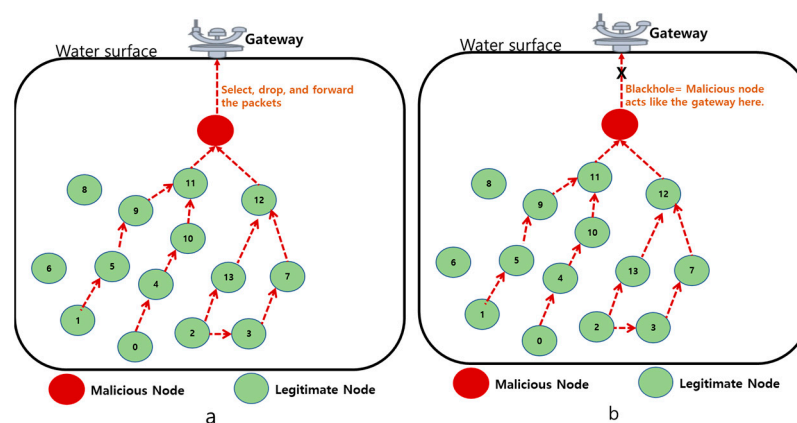 Gateway
Water surface
Select, drop, and forward
the packets
11
8
12
9
10
5
6
4
13
7
1
0
2
3
Malicious Node
Legitimate Node
a
Gateway
Water surface
X
Blackhole= Malicious node
acts like the gateway here.
11
8
12
9
10
5
6
4
13
7
1
0
2
3
Malicious Node
Legitimate Node
b